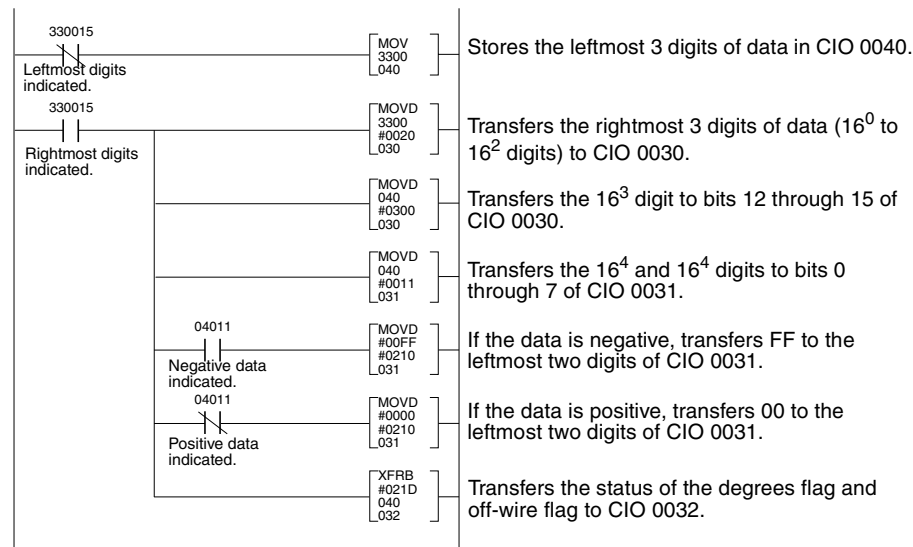 330015
Leftmost digits
indicated.
MOV
3300
040
Stores the leftmost 3 digits of data in CIO 0040.
330015
Rightmost digits
indicated.
MOVD
3300
#0020
030
Transfers the rightmost 3 digits of data (16⁰ to
16² digits) to CIO 0030.
MOVD
040
#0300
030
Transfers the 16³ digit to bits 12 through 15 of
CIO 0030.
MOVD
040
#0011
031
Transfers the 16⁴ and 16⁴ digits to bits 0
through 7 of CIO 0031.
04011
Negative data
indicated.
MOVD
#00FF
#0210
031
If the data is negative, transfers FF to the
leftmost two digits of CIO 0031.
04011
Positive data
indicated.
MOVD
#0000
#0210
031
If the data is positive, transfers 00 to the
leftmost two digits of CIO 0031.
XFRB
#021D
040
032
Transfers the status of the degrees flag and
off-wire flag to CIO 0032.